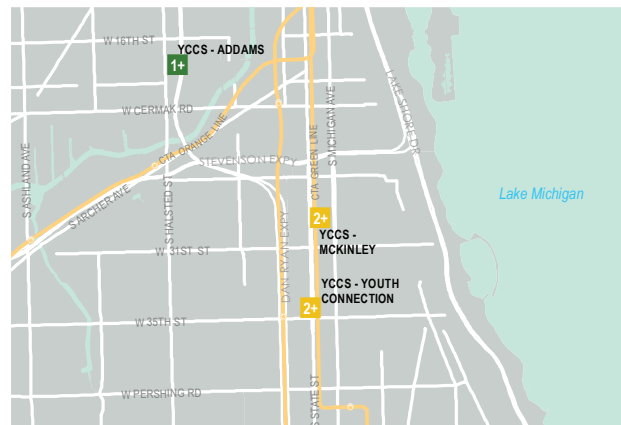 W 16TH ST
YCCS - ADDAMS
1+
LAKE SHORE DR
W CERMAK RD
CTA ORANGE LINE
CTA GREEN LINE
S MICHIGAN AVE
S ASHLAND AVE
STEVENSON EXPY
S ARCHER AVE
S HALSTED ST
Lake Michigan
2+
YCCS -
MCKINLEY
W 31ST ST
DAN RYAN EXPY
YCCS - YOUTH
CONNECTION
2+
W 35TH ST
W PERSHING RD
S STATE ST